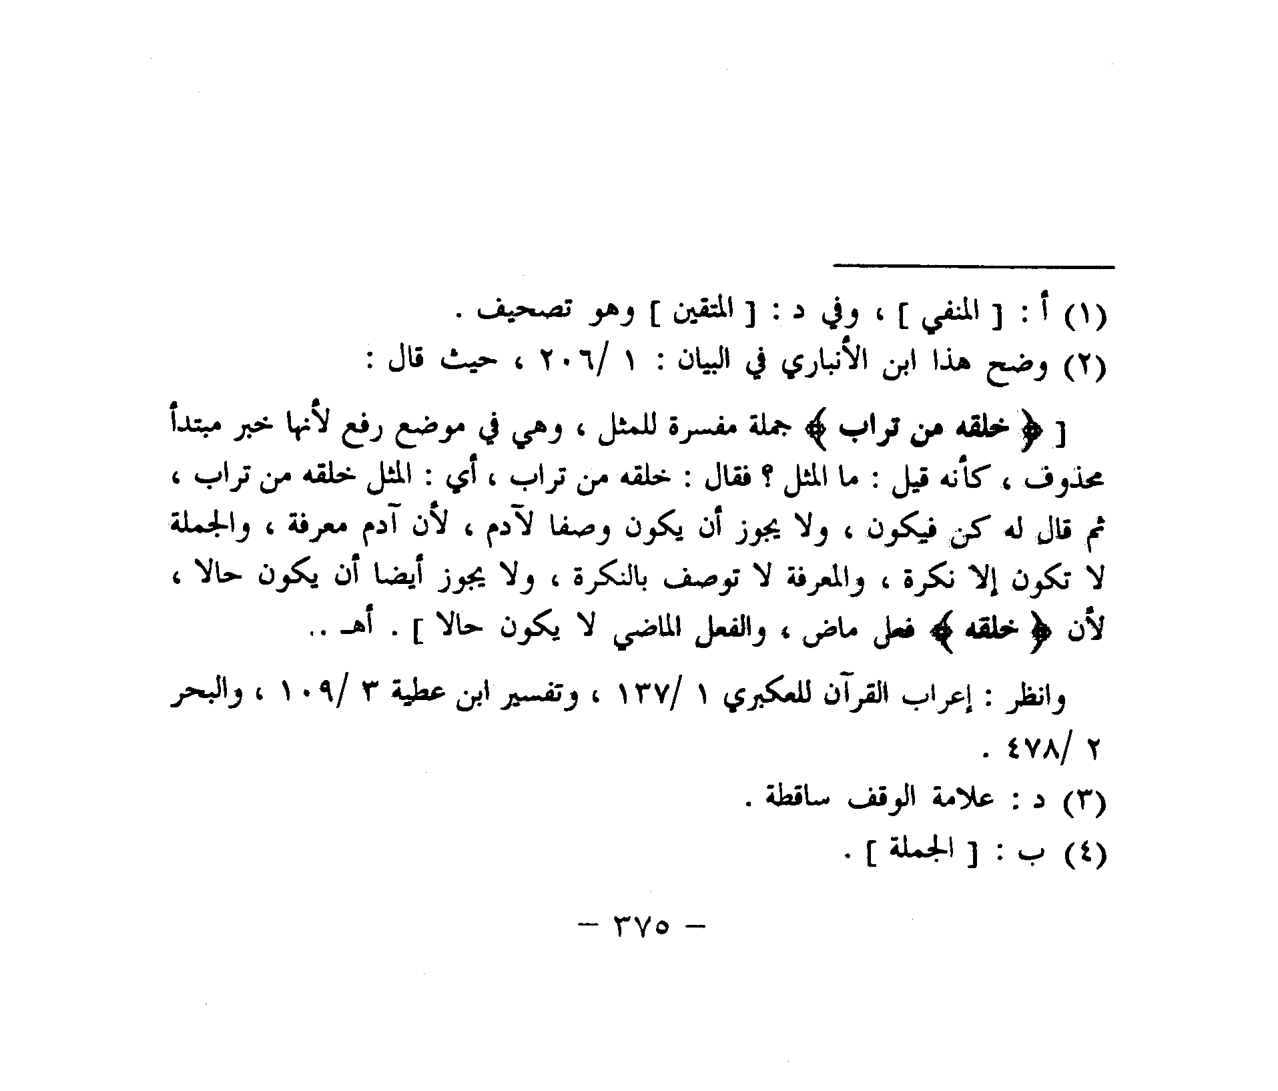 (١) أ : [ المنفي ] ، وفي د : [ المتقين ] وهو تصحيف .
(٢) وضح هذا ابن الأنباري في البيان : ١ /٢٠٦ ، حيث قال :
[ ﴿ خلقه من تراب ﴾ جملة مفسرة للمثل ، وهي في موضع رفع لأنها خبر مبتدأ
محذوف ، كأنه قيل : ما المثل ؟ فقال : خلقه من تراب ، أي : المثل خلقه من تراب ،
ثم قال له كن فيكون ، ولا يجوز أن يكون وصفا لآدم ، لأن آدم معرفة ، والجملة
لا تكون إلا نكرة ، والمعرفة لا توصف بالنكرة ، ولا يجوز أيضا أن يكون حالا ،
لأن ﴿ خلقه ﴾ فعل ماض ، والفعل الماضي لا يكون حالا ] . أهـ ..
وانظر : إعراب القرآن للعكبري ١ /١٣٧ ، وتفسير ابن عطية ٣ /١٠٩ ، والبحر
٢ /٤٧٨ .
(٣) د : علامة الوقف ساقطة .
(٤) ب : [ الجملة ] .
– ٣٧٥ –